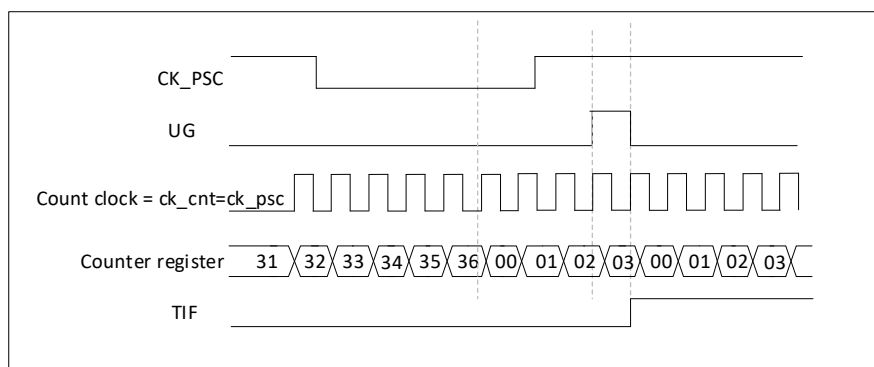 CK_PSC
UG
Count clock = ck_cnt=ck_psc
Counter register 31 32 33 34 35 36 00 01 02 03 00 01 02 03
TIF